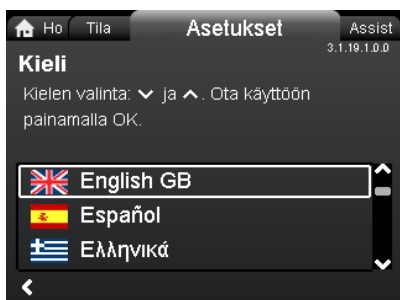 Ho Tila Asetukset Assist
3.1.19.1.0.0
Kieli
Kielen valinta: ja . Ota käyttöön
painamalla OK.
English GB
Español
Ελληνικά